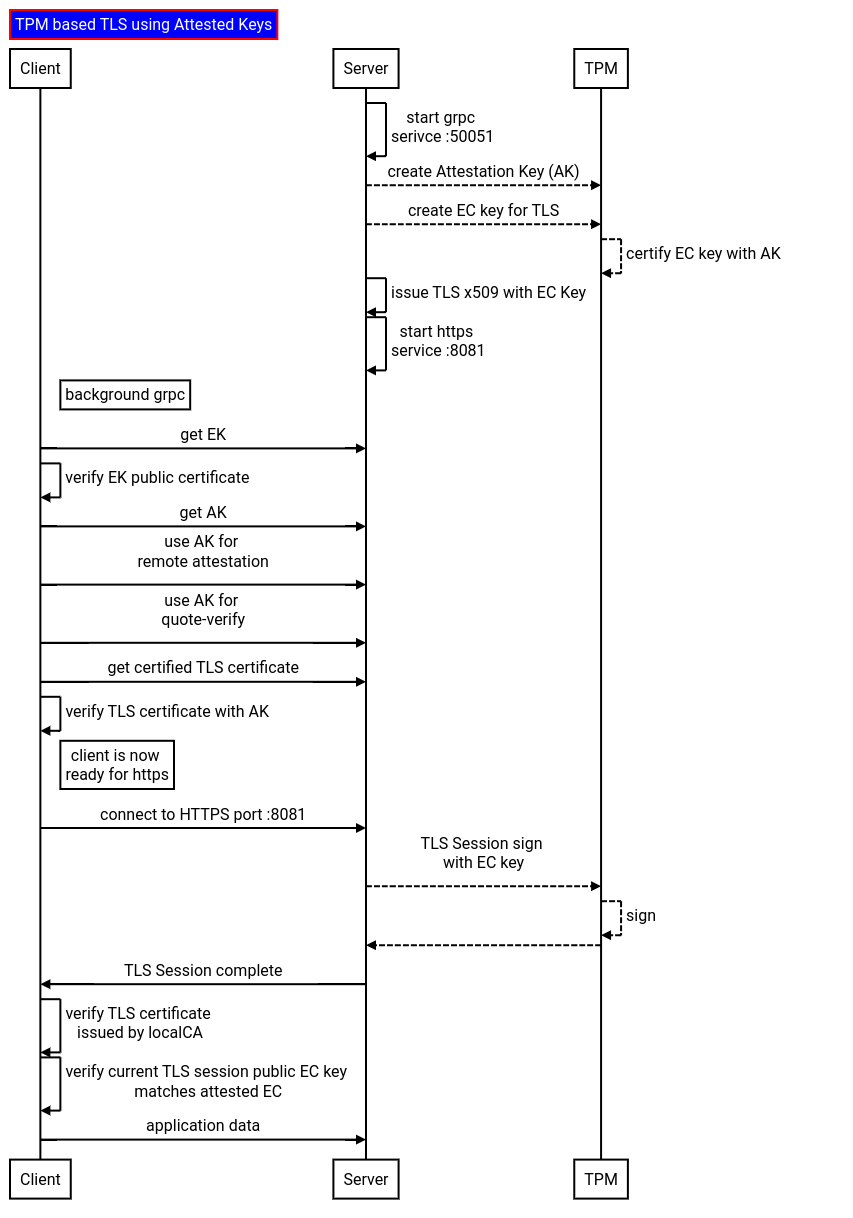 TPM based TLS using Attested Keys
Client
Server
TPM
start grpc
serivce :50051
create Attestation Key (AK)
create EC key for TLS
certify EC key with AK
issue TLS x509 with EC Key
start https
service :8081
background grpc
get EK
verify EK public certificate
get AK
use AK for
remote attestation
use AK for
quote-verify
get certified TLS certificate
verify TLS certificate with AK
client is now
ready for https
connect to HTTPS port :8081
TLS Session sign
with EC key
sign
TLS Session complete
verify TLS certificate
issued by localCA
verify current TLS session public EC key
matches attested EC
application data
Client
Server
TPM